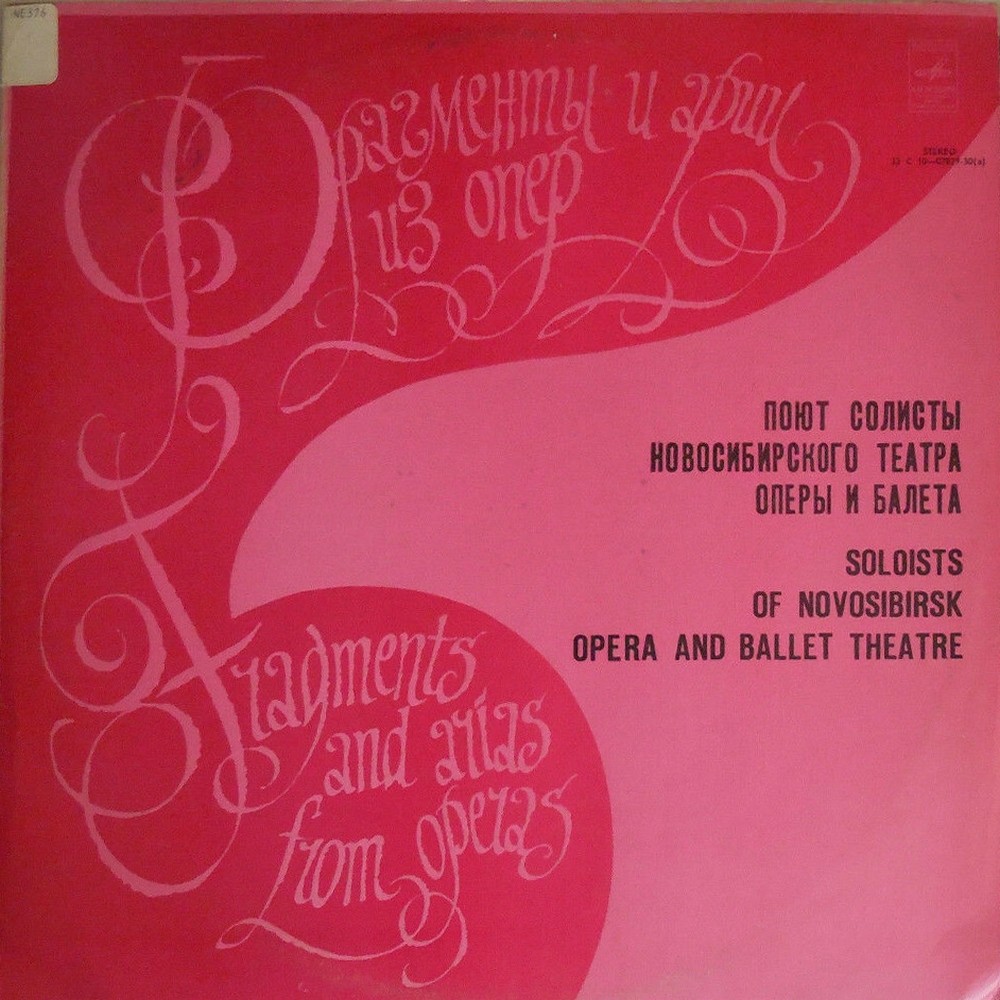 NE376
Фрагменты и арии
из опер
STEREO
ПОЮТ СОЛИСТЫ
НОВОСИБИРСКОГО ТЕАТРА
ОПЕРЫ И БАЛЕТА
SOLOISTS
OF NOVOSIBIRSK
OPERA AND BALLET THEATRE
Fragments
and arias
from operas